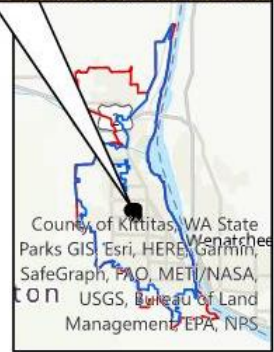 County of Kittitas, WA State
Parks GIS, Esri, HERE, Garmin,
Wenatchee
SafeGraph, FAO, METI/NASA,
ton
USGS, Bureau of Land
Management, EPA, NPS